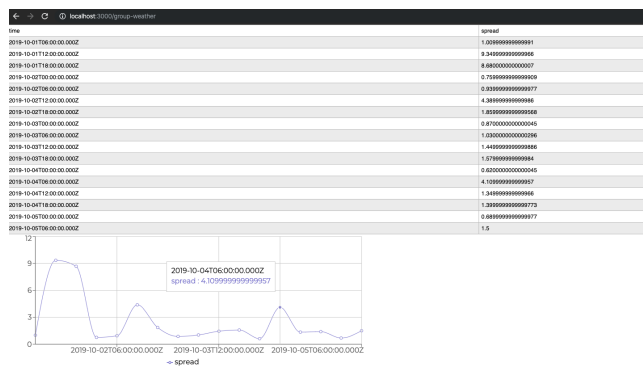 localhost:3000/group-weather
time spread
2019-10-01T06:00:00.000Z 1.009999999999991
2019-10-01T12:00:00.000Z 9.349999999999966
2019-10-01T18:00:00.000Z 8.680000000000007
2019-10-02T00:00:00.000Z 0.7599999999999909
2019-10-02T06:00:00.000Z 0.9399999999999977
2019-10-02T12:00:00.000Z 4.389999999999986
2019-10-02T18:00:00.000Z 1.8599999999999568
2019-10-03T00:00:00.000Z 0.8700000000000045
2019-10-03T06:00:00.000Z 1.0300000000000296
2019-10-03T12:00:00.000Z 1.4499999999999886
2019-10-03T18:00:00.000Z 1.579999999999984
2019-10-04T00:00:00.000Z 0.6200000000000045
2019-10-04T06:00:00.000Z 4.109999999999957
2019-10-04T12:00:00.000Z 1.349999999999966
2019-10-04T18:00:00.000Z 1.3999999999999773
2019-10-05T00:00:00.000Z 0.6899999999999977
2019-10-05T06:00:00.000Z 1.5
12
9
2019-10-04T06:00:00.000Z
spread : 4.109999999999957
6
3
0
2019-10-02T06:00:00.000Z 2019-10-03T12:00:00.000Z 2019-10-05T06:00:00.000Z
spread